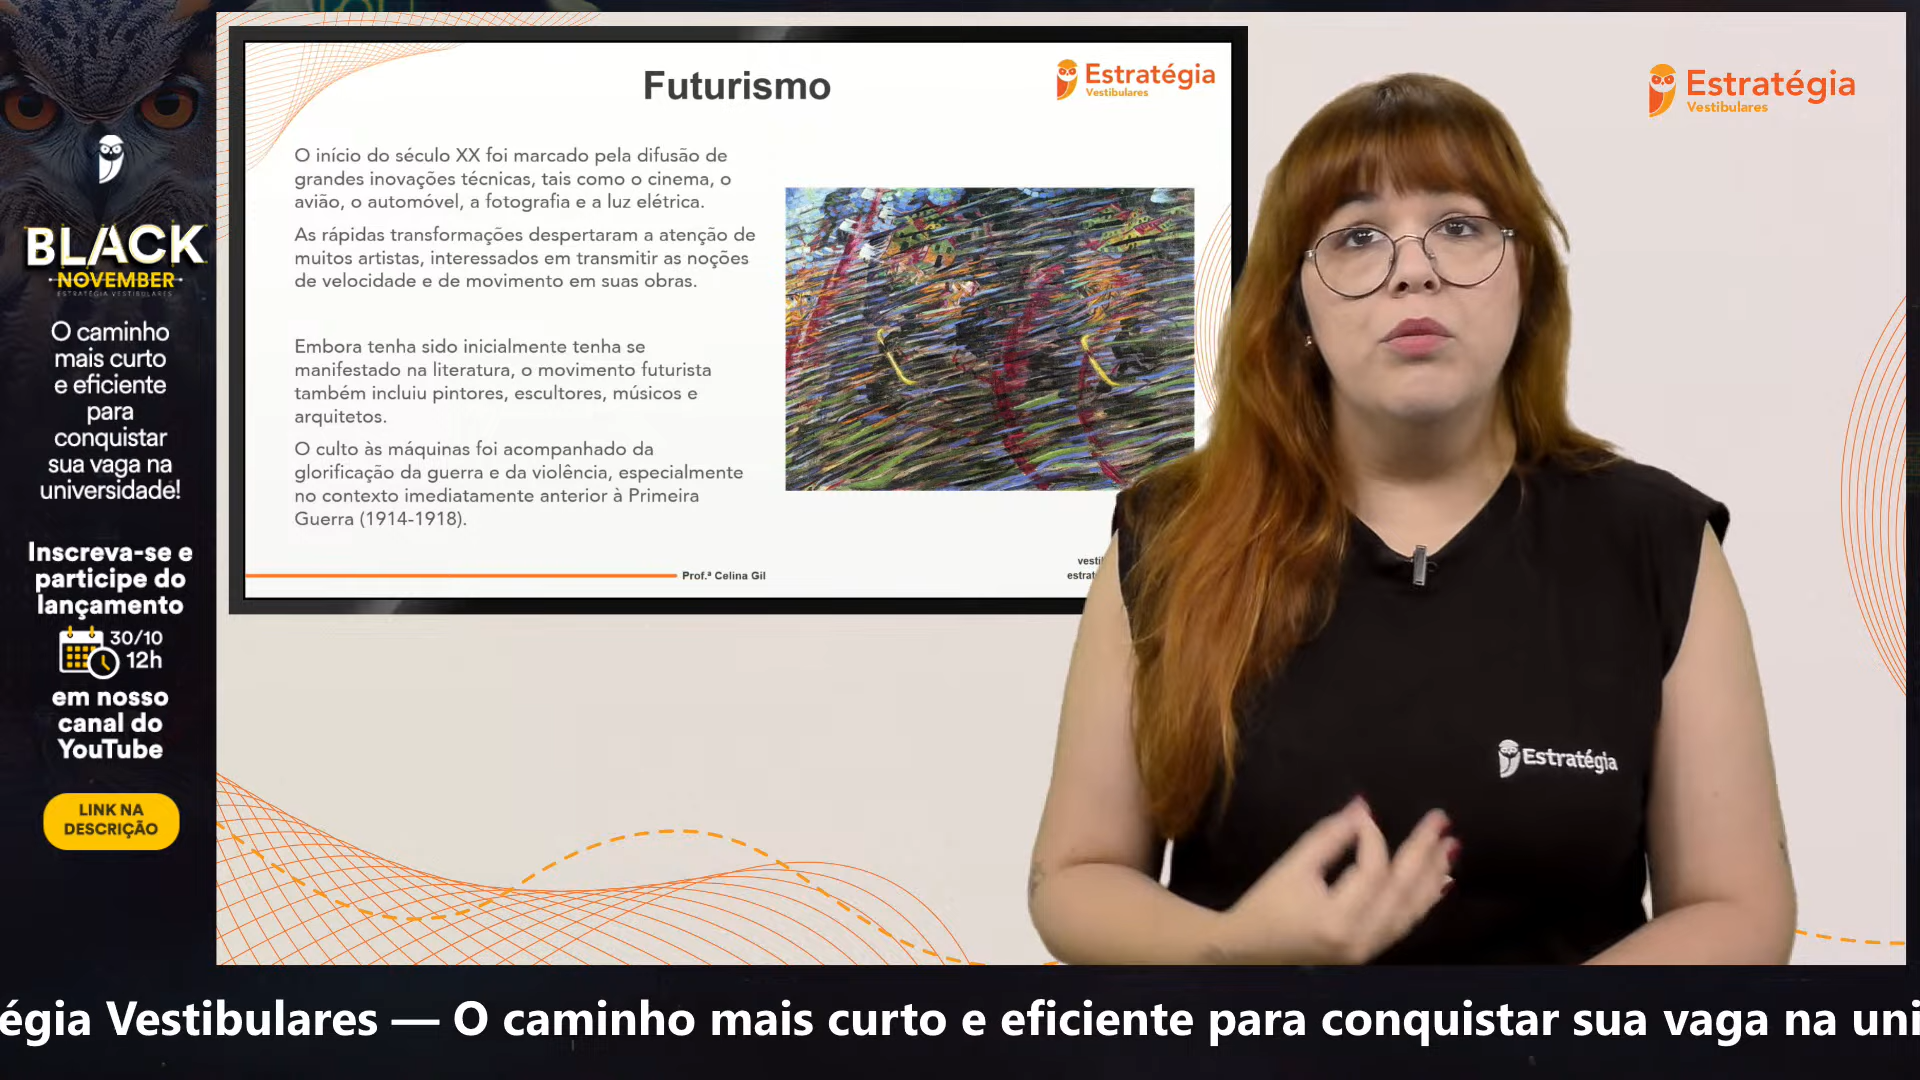 BLACK
NOVEMBER
ESTRATÉGIA VESTIBULARES
O caminho
mais curto
e eficiente
para
conquistar
sua vaga na
universidade!
Inscreva-se e
participe do
lançamento
30/10
12h
em nosso
canal do
YouTube
LINK NA
DESCRIÇÃO
Futurismo
Estratégia
Vestibulares
O início do século XX foi marcado pela difusão de
grandes inovações técnicas, tais como o cinema, o
avião, o automóvel, a fotografia e a luz elétrica.
As rápidas transformações despertaram a atenção de
muitos artistas, interessados em transmitir as noções
de velocidade e de movimento em suas obras.
Embora tenha sido inicialmente tenha se
manifestado na literatura, o movimento futurista
também incluiu pintores, escultores, músicos e
arquitetos.
O culto às máquinas foi acompanhado da
glorificação da guerra e da violência, especialmente
no contexto imediatamente anterior à Primeira
Guerra (1914-1918).
Prof.ª Celina Gil
Estratégia
Vestibulares
Estratégia
égia Vestibulares — O caminho mais curto e eficiente para conquistar sua vaga na uni